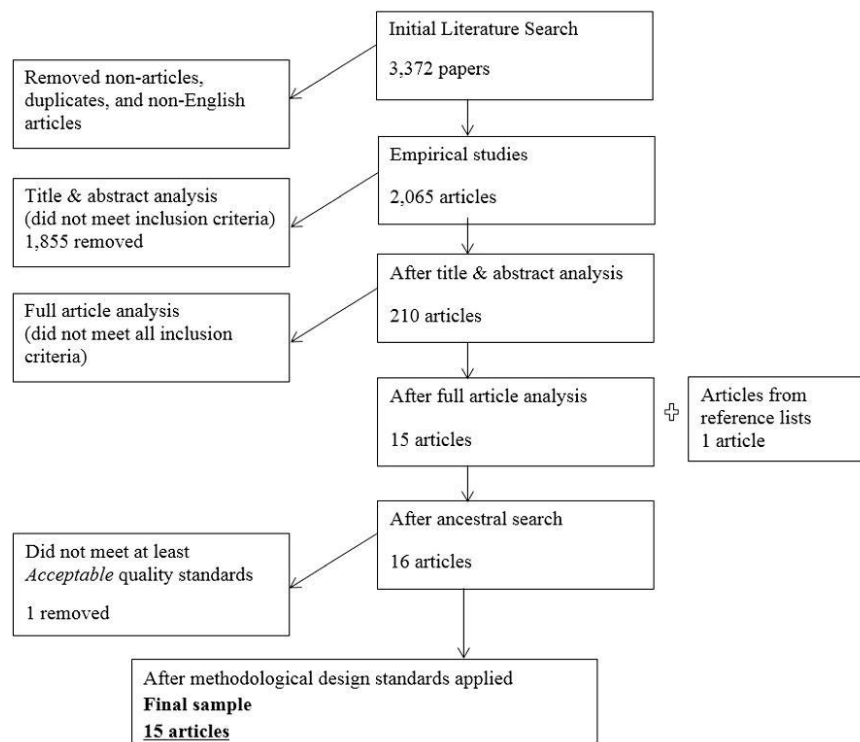 Initial Literature Search
3,372 papers
Removed non-articles,
duplicates, and non-English
articles
Empirical studies
2,065 articles
Title & abstract analysis
(did not meet inclusion criteria)
1,855 removed
After title & abstract analysis
210 articles
Full article analysis
(did not meet all inclusion
criteria)
After full article analysis
15 articles
Articles from
reference lists
1 article
After ancestral search
16 articles
Did not meet at least
Acceptable quality standards
1 removed
After methodological design standards applied
Final sample
15 articles